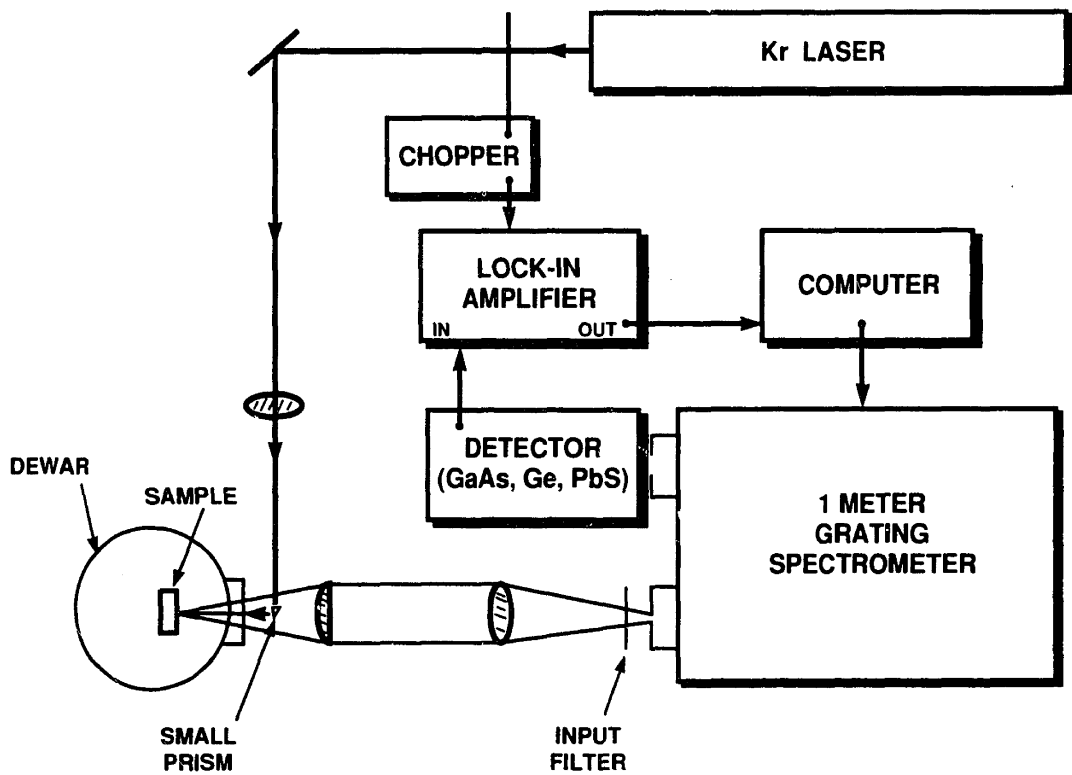 Kr LASER
CHOPPER
LOCK-IN
AMPLIFIER
IN
OUT
COMPUTER
DETECTOR
(GaAs, Ge, PbS)
1 METER
GRATING
SPECTROMETER
DEWAR
SAMPLE
SMALL
PRISM
INPUT
FILTER